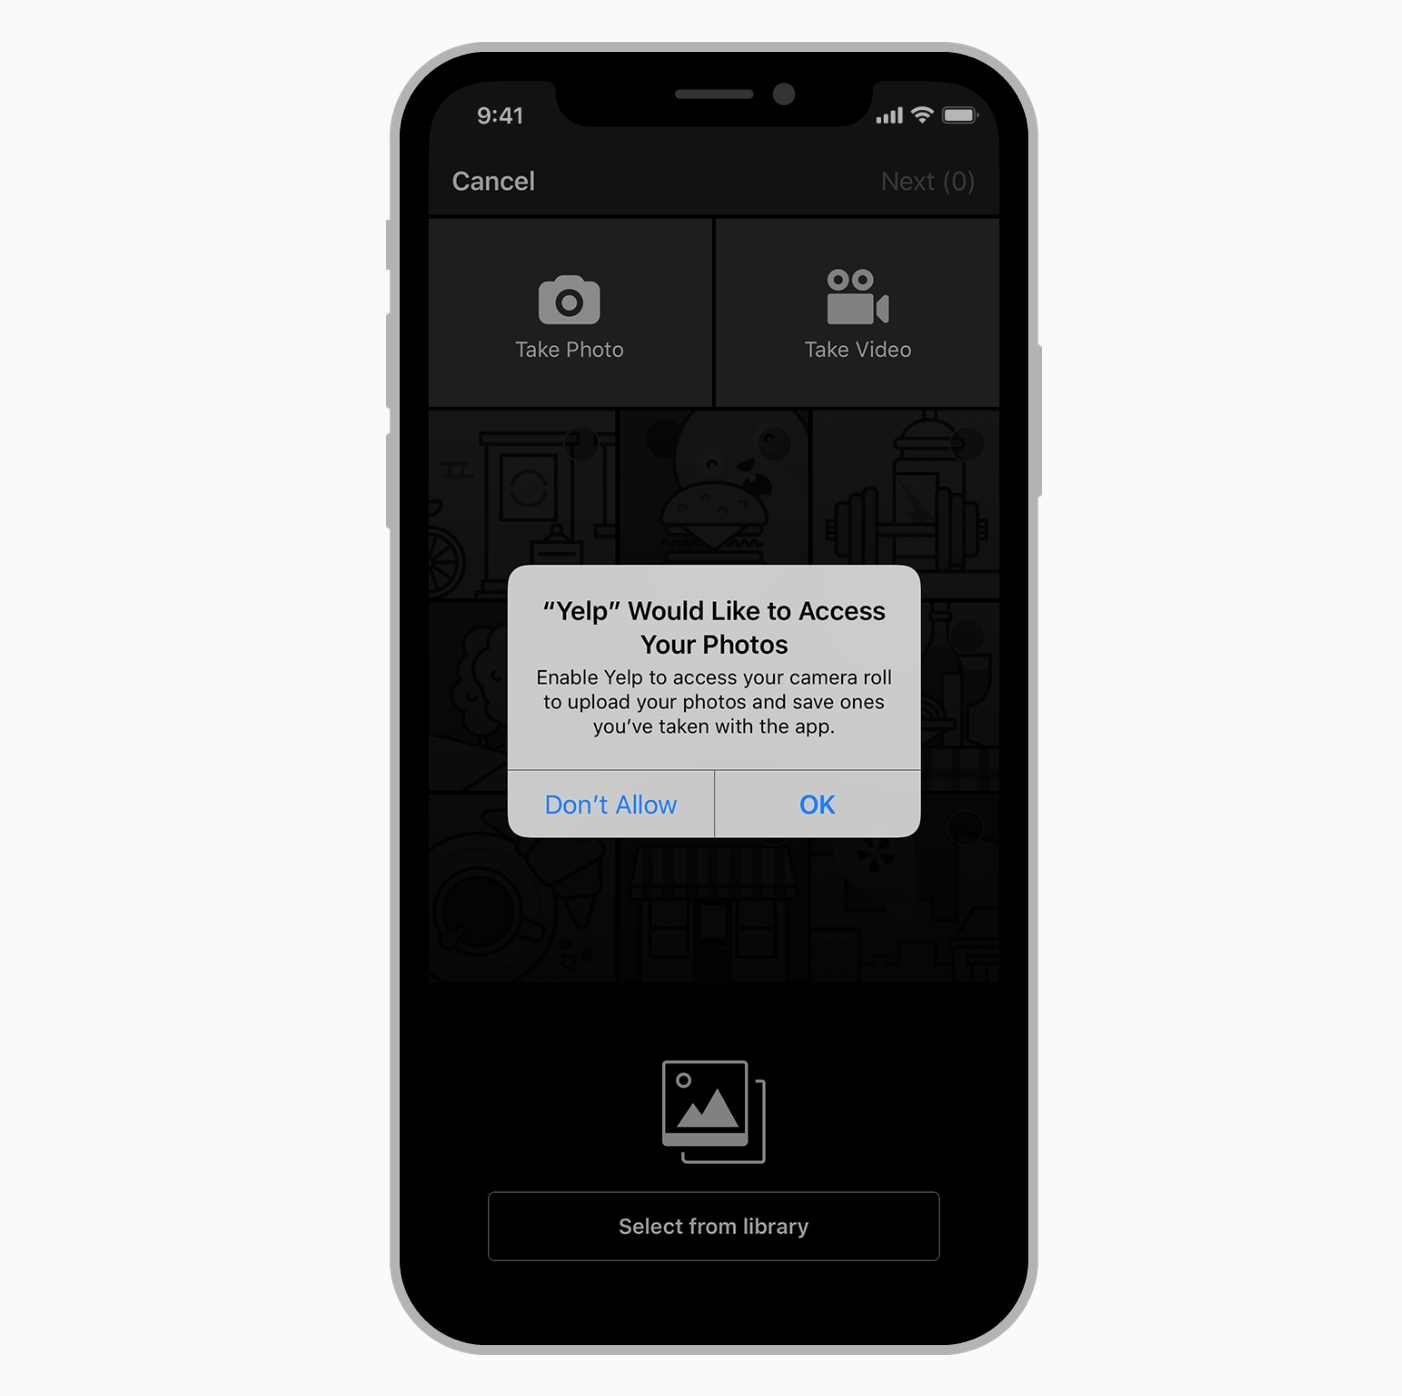 9:41
Cancel
Next (0)
Take Photo
Take Video
“Yelp” Would Like to Access
Your Photos
Enable Yelp to access your camera roll
to upload your photos and save ones
you’ve taken with the app.
Don’t Allow
OK
Select from library